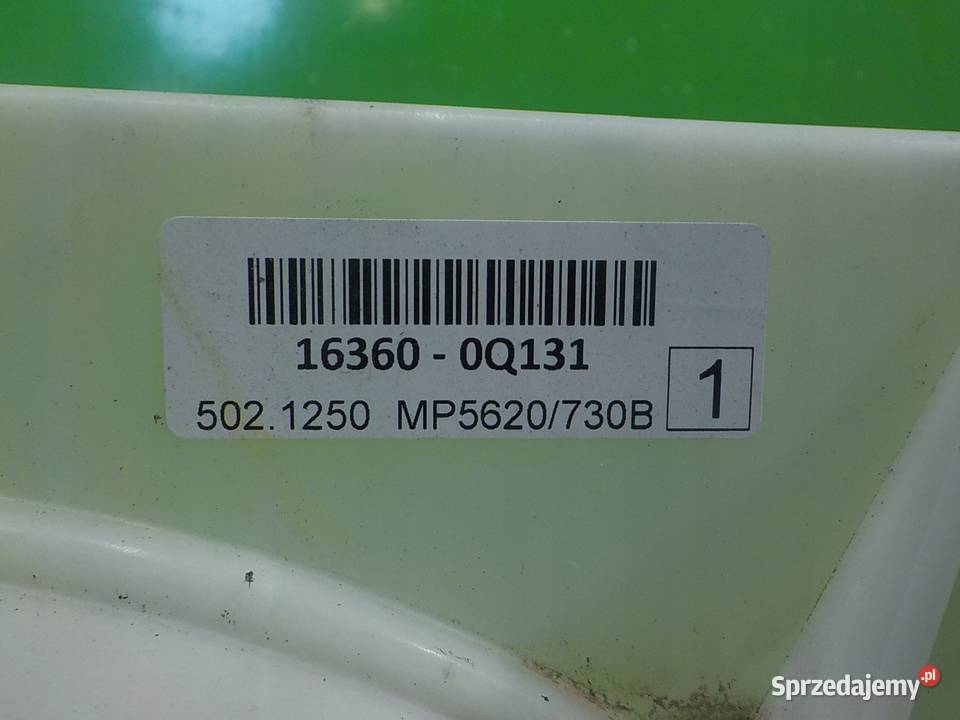 16360 - 0Q131
502.1250 MP5620/730B
1
Sprzedajemy.pl